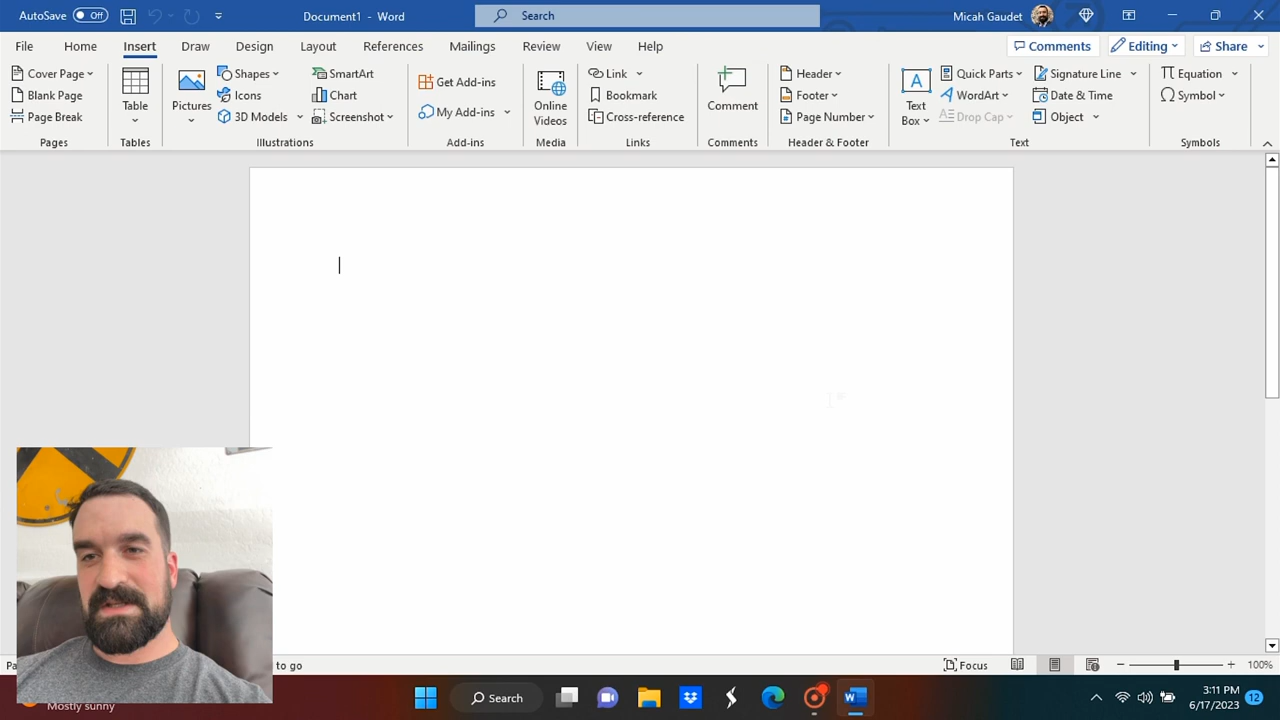 AutoSave Off Document1 - Word Search Micah Gaudet
File Home Insert Draw Design Layout References Mailings Review View Help Comments Editing Share
Cover Page
Blank Page
Page Break
Pages
Table
Tables
Pictures
Shapes
Icons
3D Models
SmartArt
Chart
Screenshot
Illustrations
Get Add-ins
My Add-ins
Add-ins
Online
Videos
Media
Link
Bookmark
Cross-reference
Links
Comment
Comments
Header
Footer
Page Number
Header & Footer
Text
Box
Quick Parts
WordArt
Drop Cap
Signature Line
Date & Time
Object
Text
Equation
Symbol
Symbols
to go Focus 100%
Mostly sunny
Search
3:11 PM
6/17/2023
12